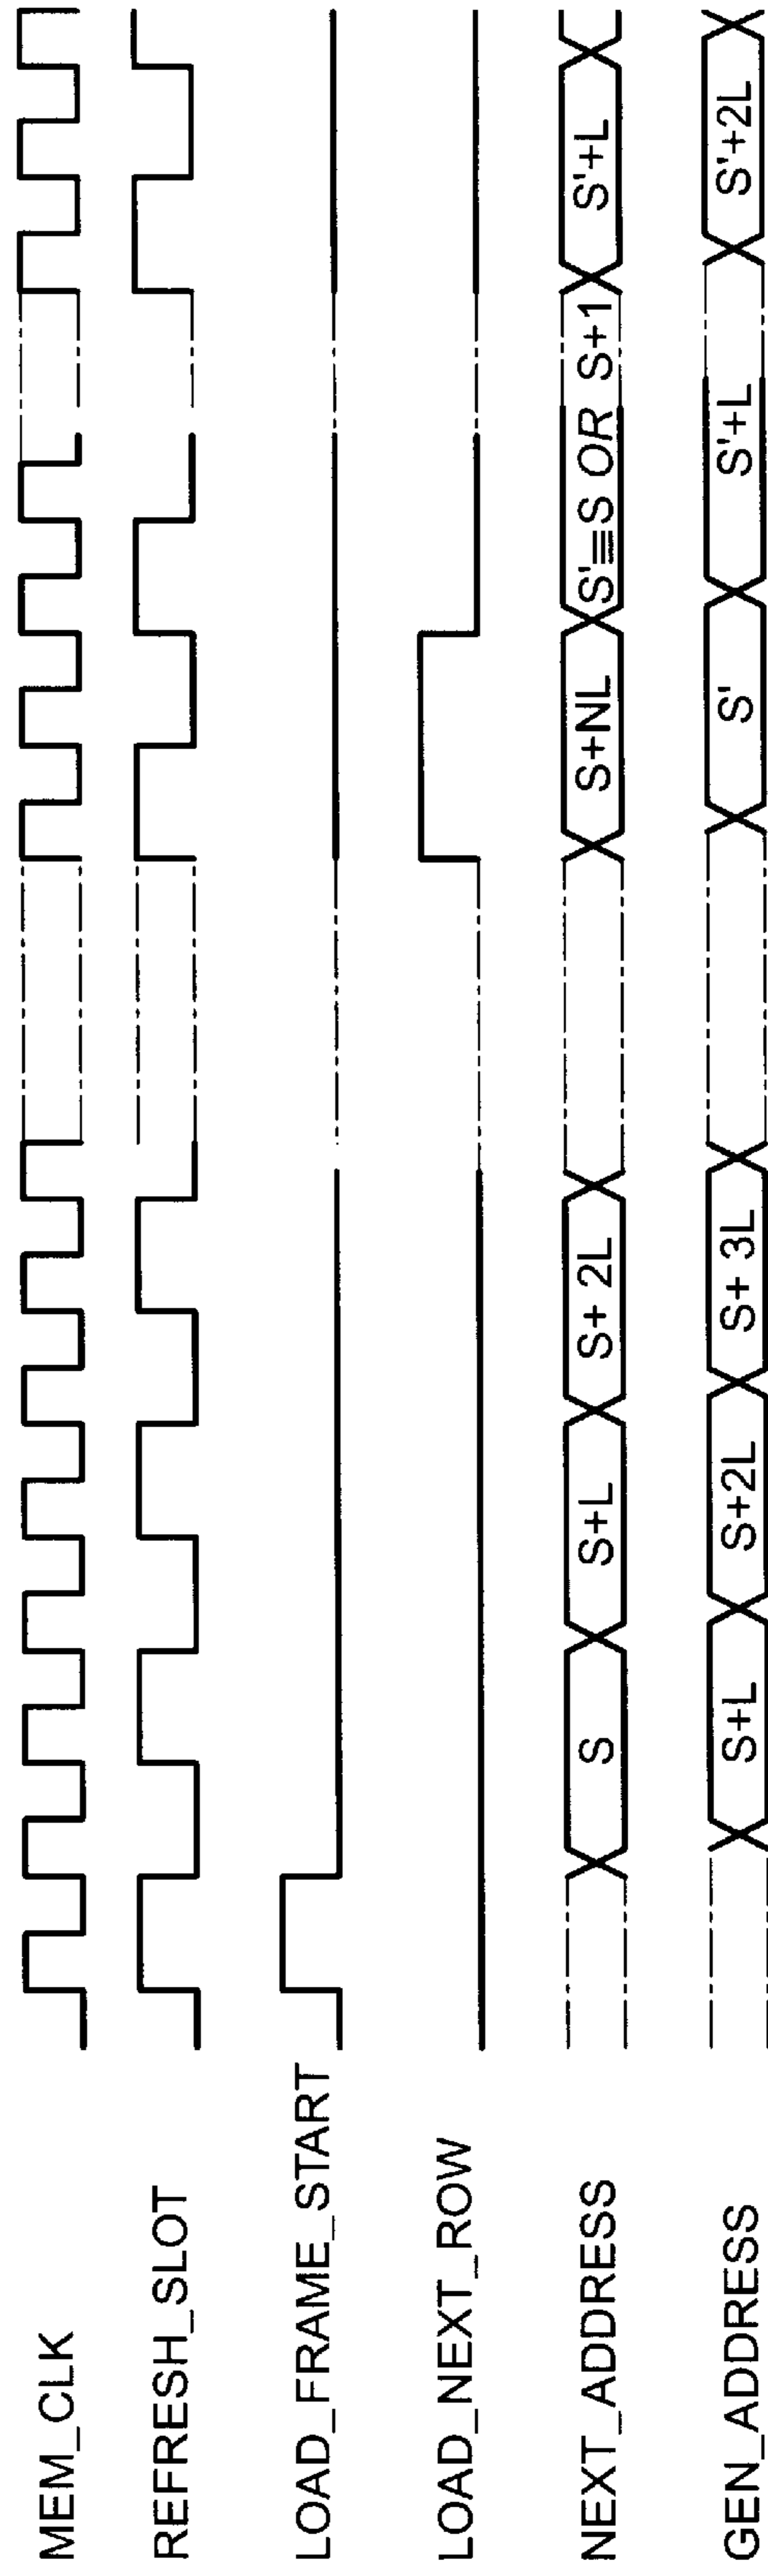 MEM_CLK
REFRESH_SLOT
LOAD_FRAME_START
LOAD_NEXT_ROW
NEXT_ADDRESS S S+L S+ 2L S+NL S'≡S OR S+1 S'+L
GEN_ADDRESS S+L S+2L S+ 3L S' S'+L S'+2L